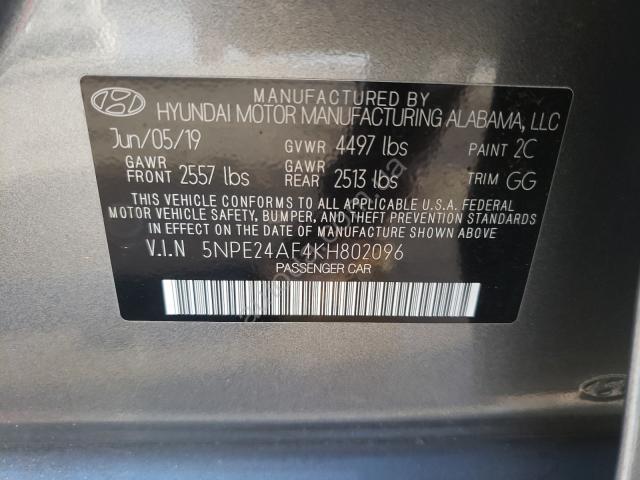 MANUFACTURED BY
HYUNDAI MOTOR MANUFACTURING ALABAMA, LLC
Jun/05/19 GVWR 4497 lbs PAINT 2C
GAWR FRONT 2557 lbs GAWR REAR 2513 lbs TRIM GG
THIS VEHICLE CONFORMS TO ALL APPLICABLE U.S.A. FEDERAL
MOTOR VEHICLE SAFETY, BUMPER, AND THEFT PREVENTION STANDARDS
IN EFFECT ON THE DATE OF MANUFACTURE SHOWN ABOVE.
V.I.N 5NPE24AF4KH802096
PASSENGER CAR